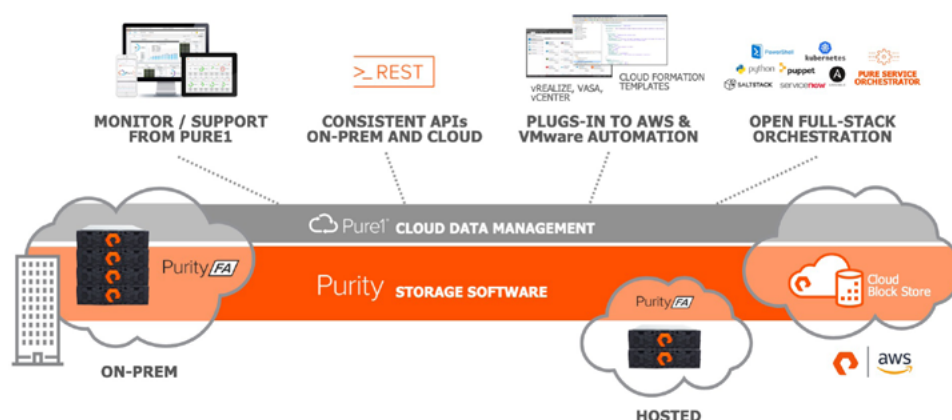 >_ REST
vREALIZE, VASA,
vCENTER
CLOUD FORMATION
TEMPLATES
PowerShell
kubernetes
python
puppet
SALTSTACK
servicenow
A
PURE SERVICE
ORCHESTRATOR
MONITOR / SUPPORT
FROM PURE1
CONSISTENT APIs
ON-PREM AND CLOUD
PLUGS-IN TO AWS &
VMware AUTOMATION
OPEN FULL-STACK
ORCHESTRATION
Pure1 CLOUD DATA MANAGEMENT
Purity FA
Purity STORAGE SOFTWARE
Cloud
Block Store
Purity FA
ON-PREM
aws
HOSTED